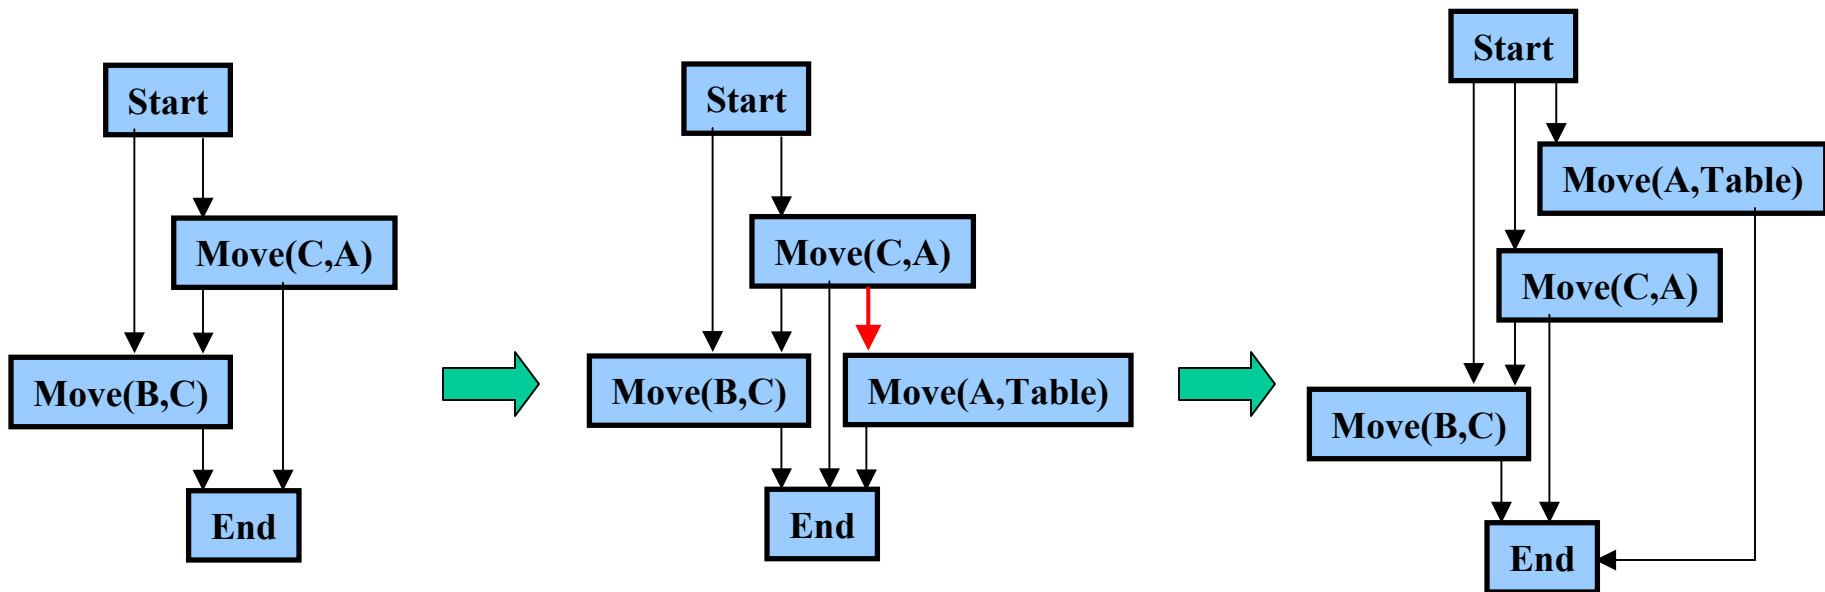 Start
Move(C,A)
Move(B,C)
End
Start
Move(C,A)
Move(B,C)
Move(A,Table)
End
Start
Move(A,Table)
Move(C,A)
Move(B,C)
End